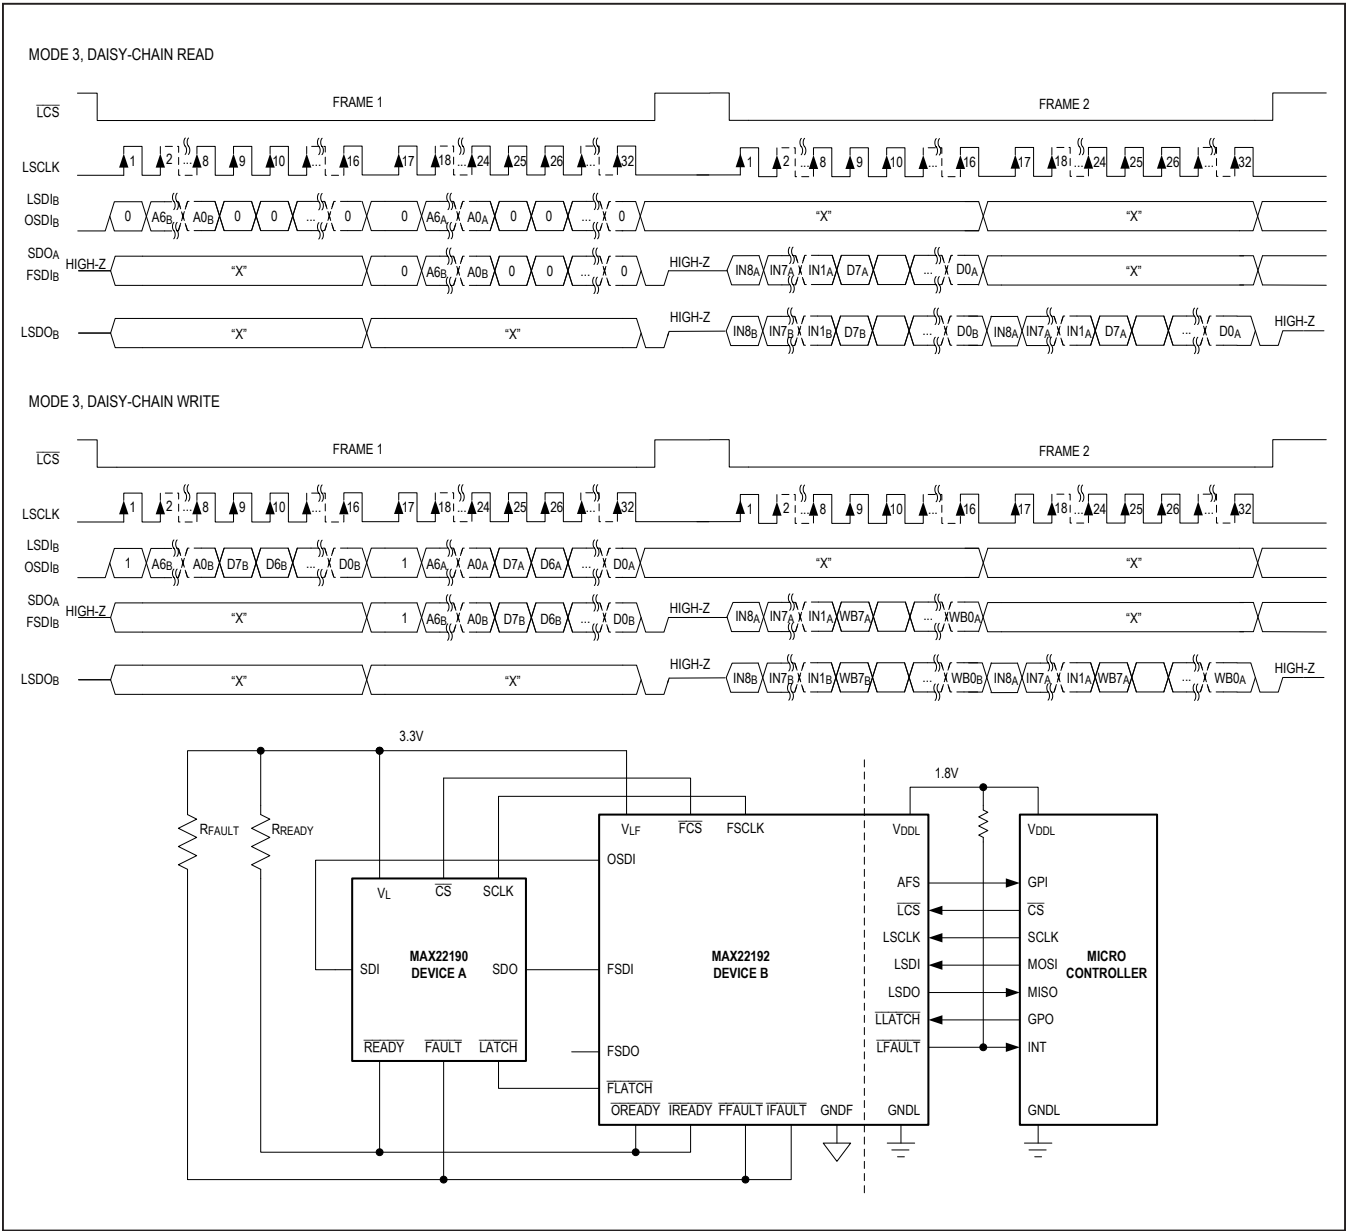 MODE 3, DAISY-CHAIN READ
LCS FRAME 1 FRAME 2
LSCLK 1 2 ... 8 9 10 ... 16 17 18 ... 24 25 26 ... 32 1 2 ... 8 9 10 ... 16 17 18 ... 24 25 26 ... 32
LSDIB
OSDIB 0 A6B A0B 0 0 ... 0 0 A6A A0A 0 0 ... 0 "X" "X"
SDOA
FSDIB HIGH-Z "X" 0 A6B A0B 0 0 ... 0 HIGH-Z IN8A IN7A IN1A D7A ... D0A "X"
LSDOB "X" "X" HIGH-Z IN8B IN7B IN1B D7B ... D0B IN8A IN7A IN1A D7A ... D0A HIGH-Z
MODE 3, DAISY-CHAIN WRITE
LCS FRAME 1 FRAME 2
LSCLK 1 2 ... 8 9 10 ... 16 17 18 ... 24 25 26 ... 32 1 2 ... 8 9 10 ... 16 17 18 ... 24 25 26 ... 32
LSDIB
OSDIB 1 A6B A0B D7B D6B ... D0B 1 A6A A0A D7A D6A ... D0A "X" "X"
SDOA
FSDIB HIGH-Z "X" 1 A6B A0B D7B D6B ... D0B HIGH-Z IN8A IN7A IN1A WB7A ... WB0A "X"
LSDOB "X" "X" HIGH-Z IN8B IN7B IN1B WB7B ... WB0B IN8A IN7A IN1A WB7A ... WB0A HIGH-Z
3.3V
1.8V
RFAULT RREADY
VLF FCS FSCLK VDDL VDDL
OSDI
VL CS SCLK
AFS GPI
LCS CS
LSCLK SCLK
MAX22190
DEVICE A
SDI SDO
MAX22192
DEVICE B
FSDI
LSDI MOSI
MICRO
CONTROLLER
LSDO MISO
LLATCH GPO
READY FAULT LATCH
FSDO
LFAULT INT
FLATCH
OREADY IREADY FFAULT IFAULT GNDF GNDL GNDL